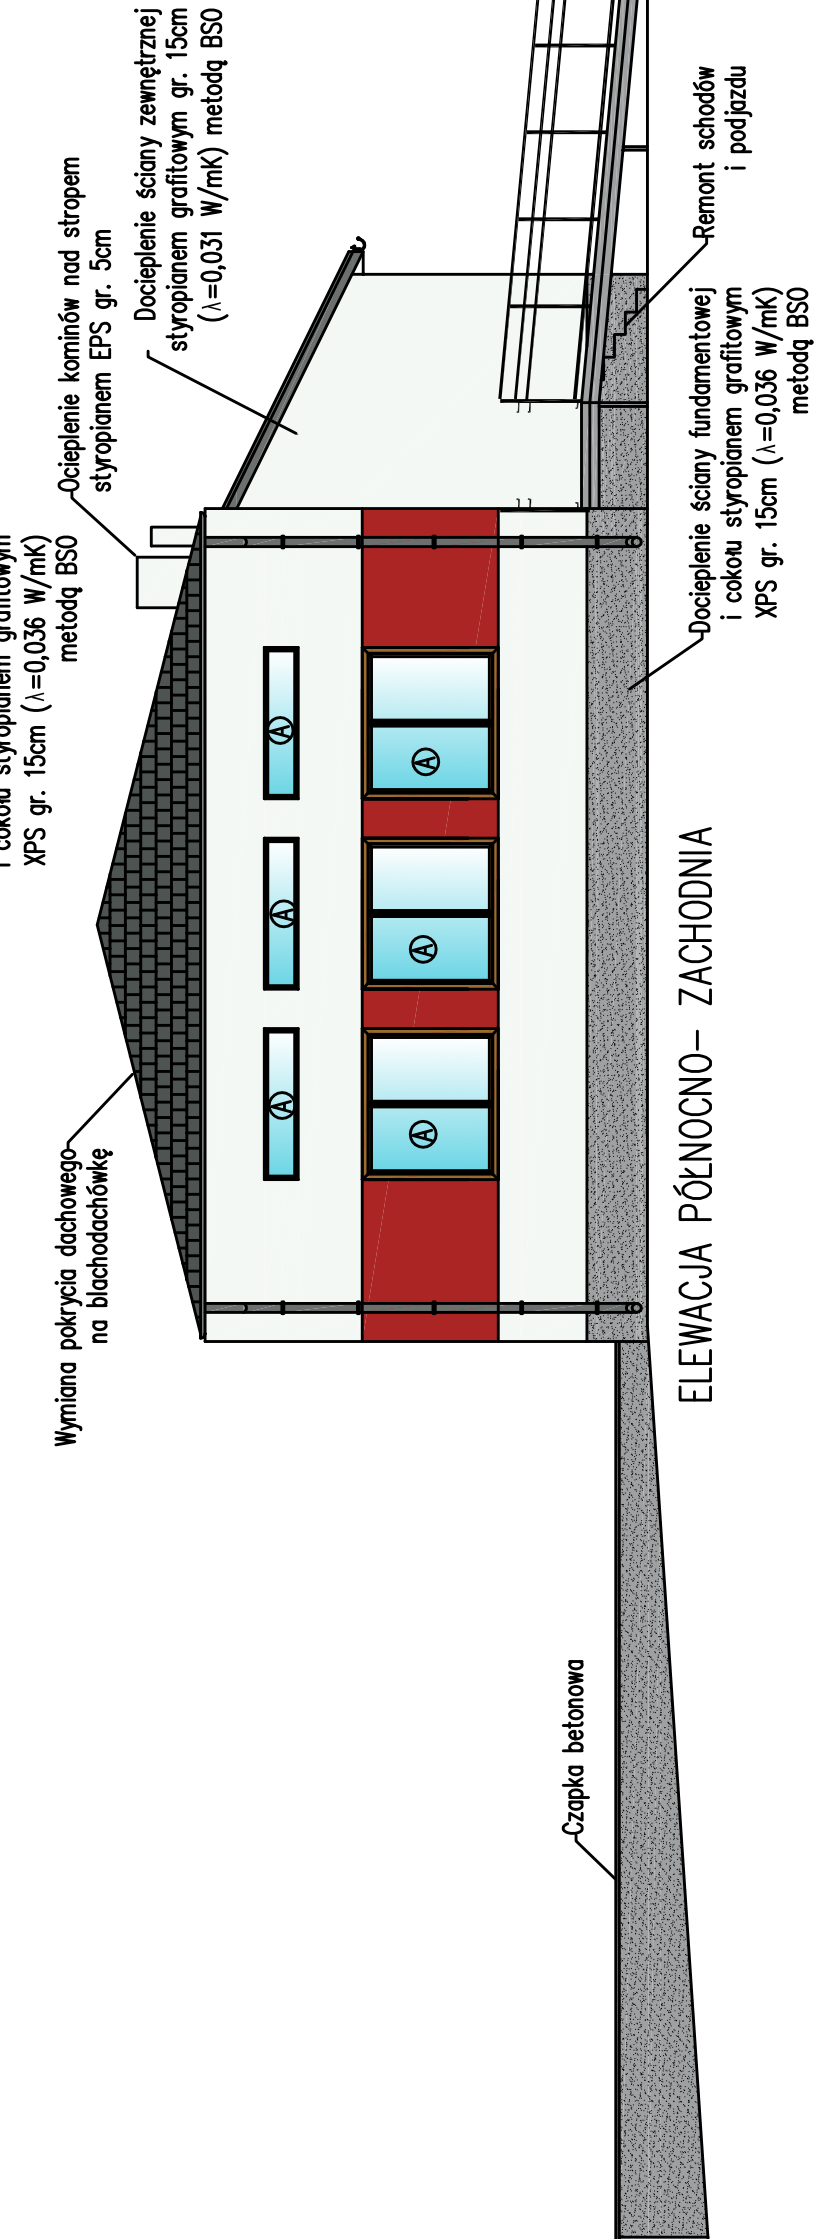 i cokołu styropianem grafitowym
XPS gr. 15cm (λ=0,036 W/mK)
metodą BSO
Wymiana pokrycia dachowego
na blachodachówkę
Ocieplenie kominów nad stropem
styropianem EPS gr. 5cm
Docieplenie ściany zewnętrznej
styropianem grafitowym gr. 15cm
(λ=0,031 W/mK) metodą BSO
A
A
A
A
A
A
Czapka betonowa
Remont schodów
i podjazdu
Docieplenie ściany fundamentowej
i cokołu styropianem grafitowym
XPS gr. 15cm (λ=0,036 W/mK)
metodą BSO
ELEWACJA PÓŁNOCNO- ZACHODNIA